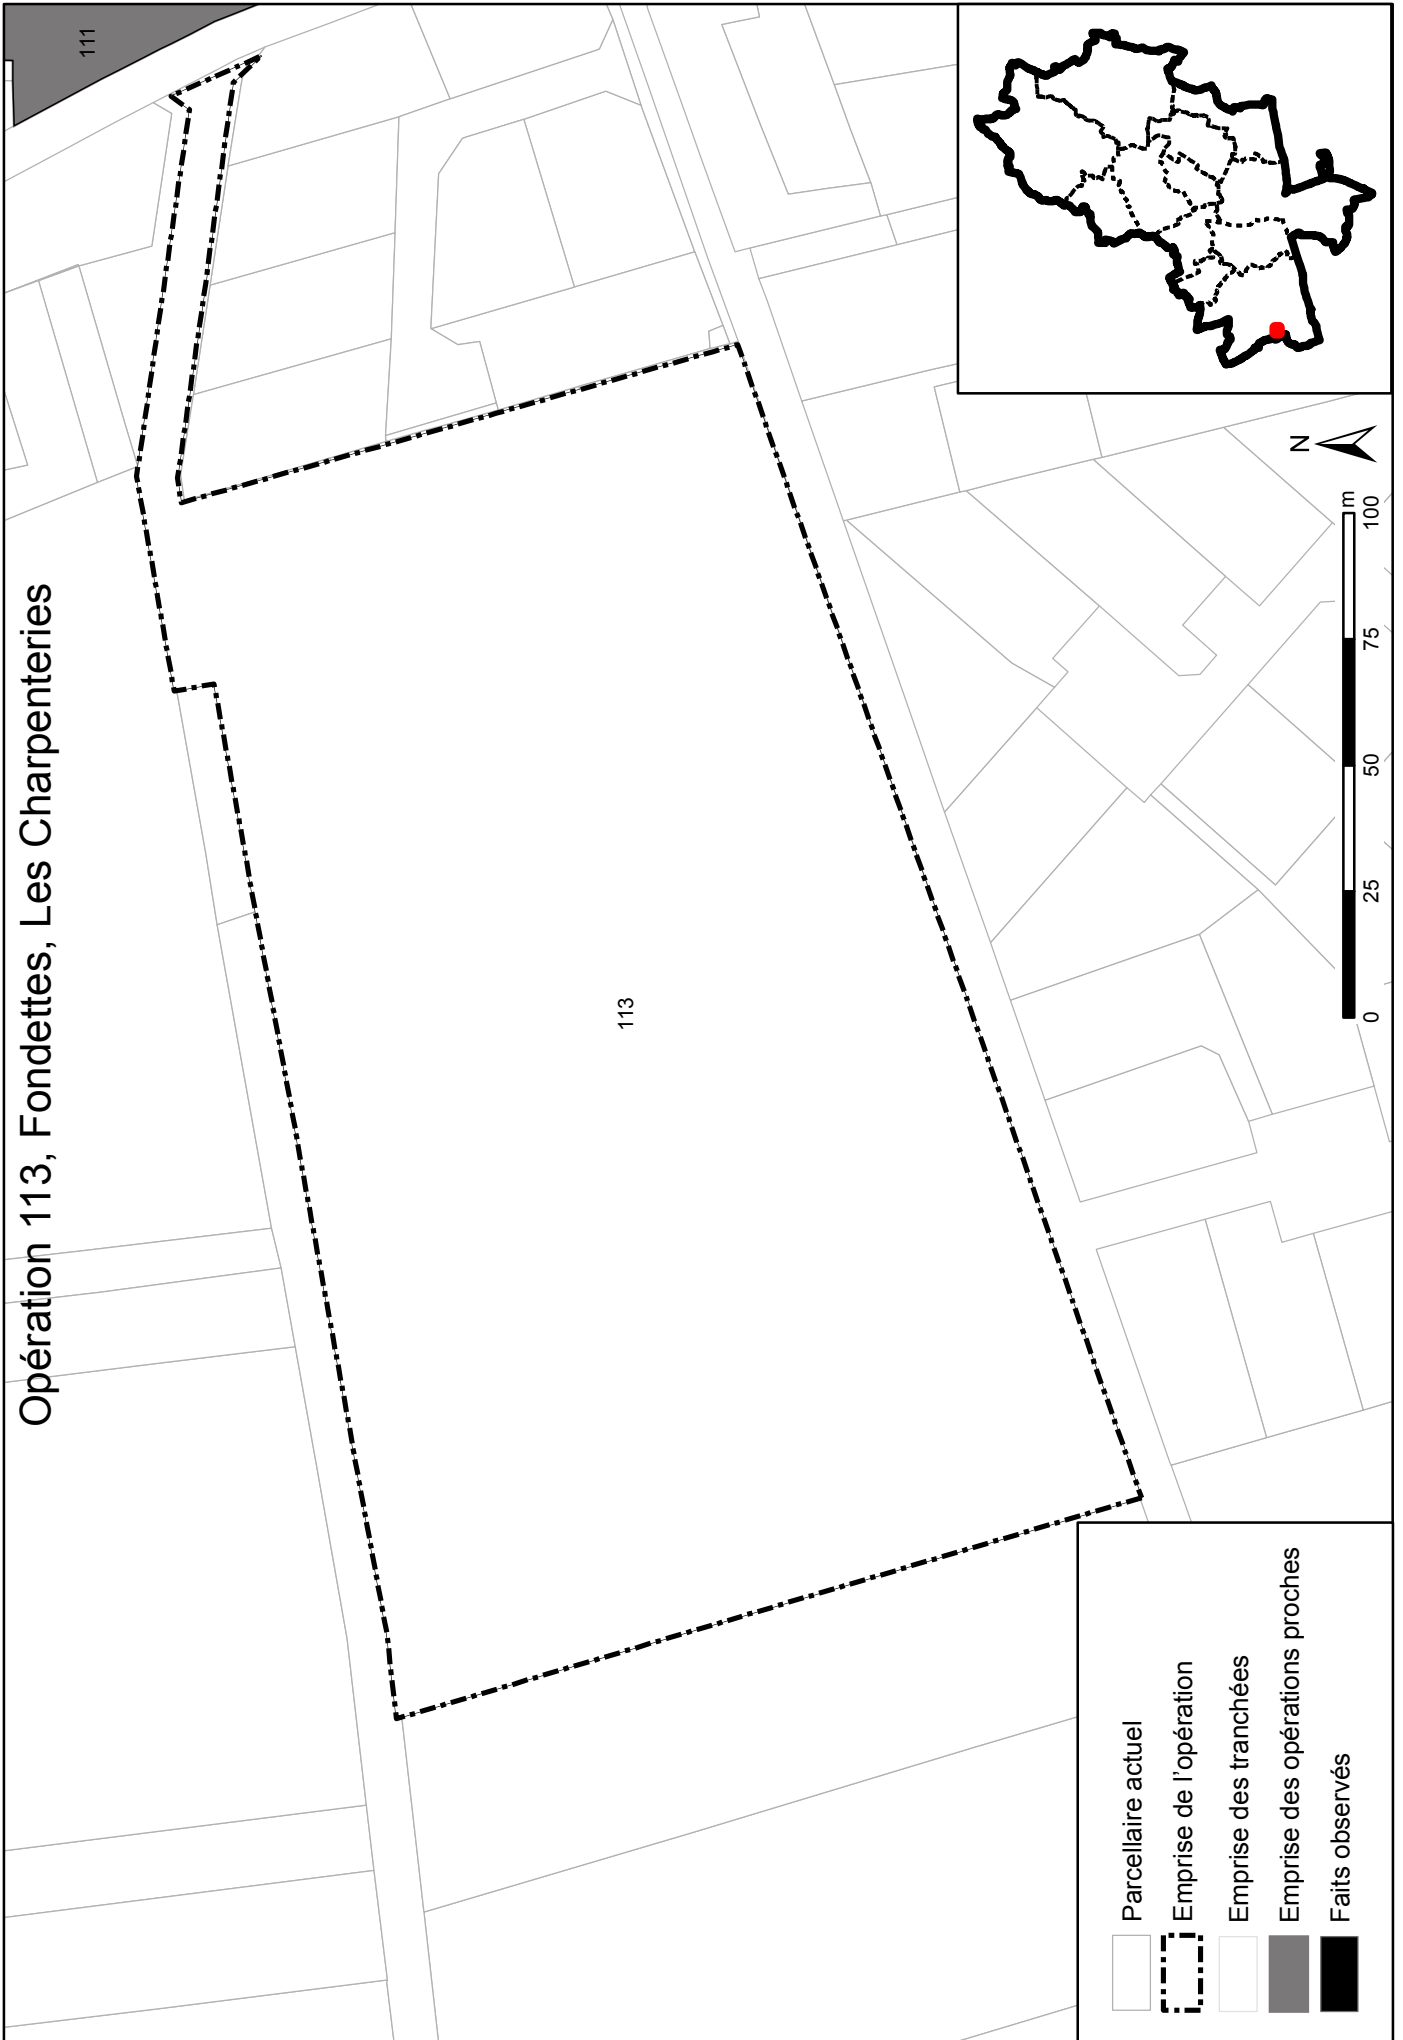 Opération 113, Fondettes, Les Charpenteries
111
113
N
0 25 50 75 100
m
Parcellaire actuel
Emprise de l'opération
Emprise des tranchées
Emprise des opérations proches
Faits observés